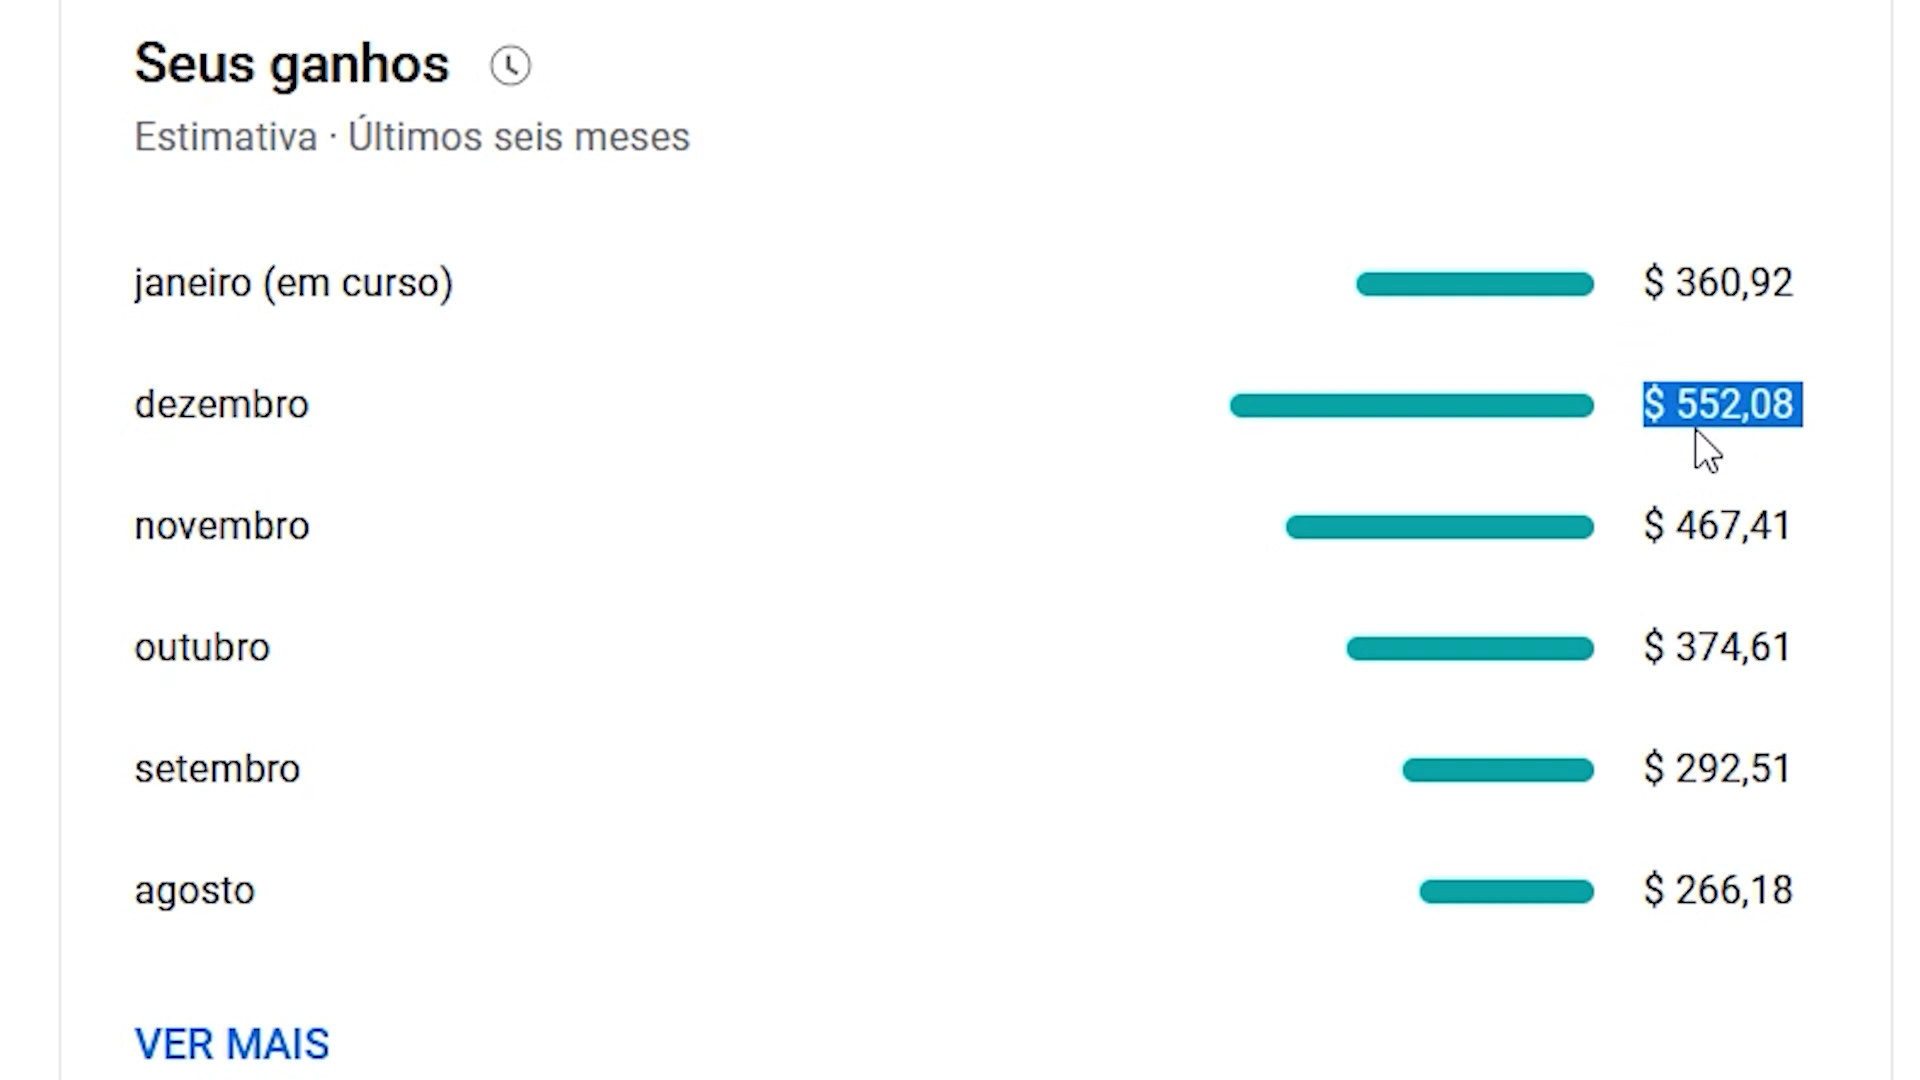 Seus ganhos
Estimativa · Últimos seis meses
janeiro (em curso) $ 360,92
dezembro $ 552,08
novembro $ 467,41
outubro $ 374,61
setembro $ 292,51
agosto $ 266,18
VER MAIS